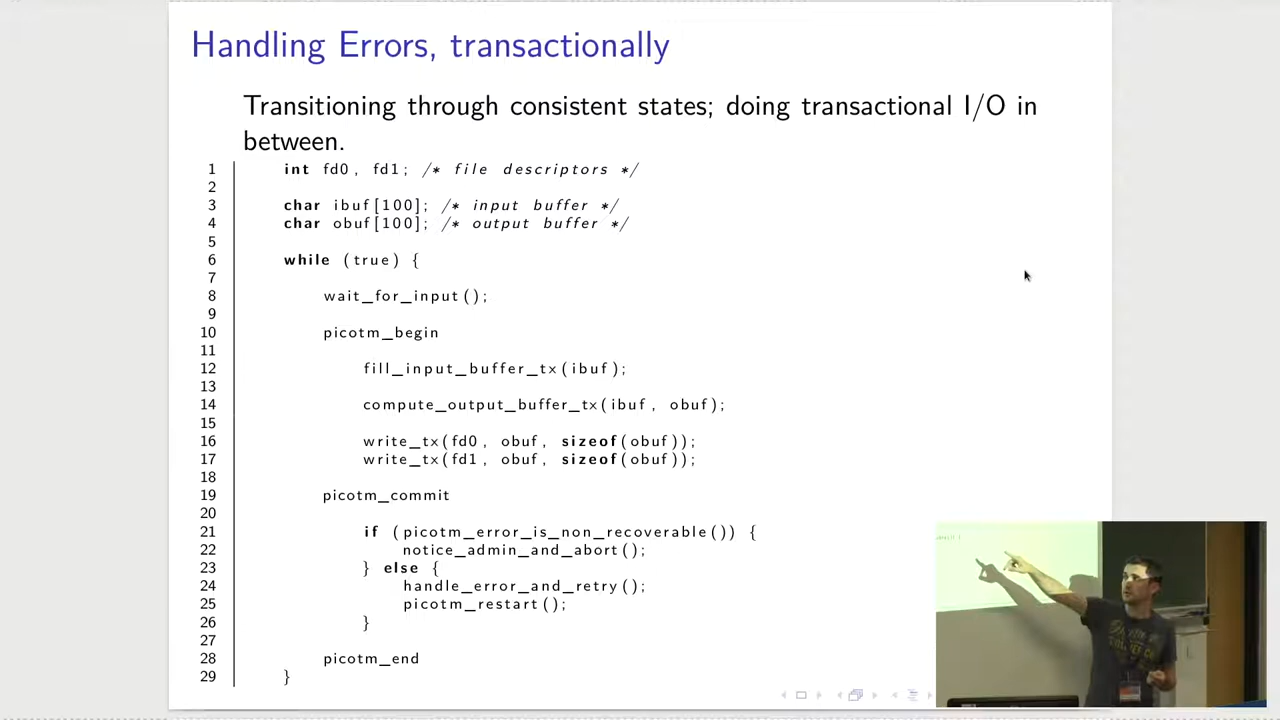 Handling Errors, transactionally
Transitioning through consistent states; doing transactional I/O in
between.
1 int fd0, fd1; /* file descriptors */
2
3 char ibuf[100]; /* input buffer */
4 char obuf[100]; /* output buffer */
5
6 while (true) {
7
8 wait_for_input();
9
10 picotm_begin
11
12 fill_input_buffer_tx(ibuf);
13
14 compute_output_buffer_tx(ibuf, obuf);
15
16 write_tx(fd0, obuf, sizeof(obuf));
17 write_tx(fd1, obuf, sizeof(obuf));
18
19 picotm_commit
20
21 if (picotm_error_is_non_recoverable()) {
22 notice_admin_and_abort();
23 } else {
24 handle_error_and_retry();
25 picotm_restart();
26 }
27
28 picotm_end
29 }